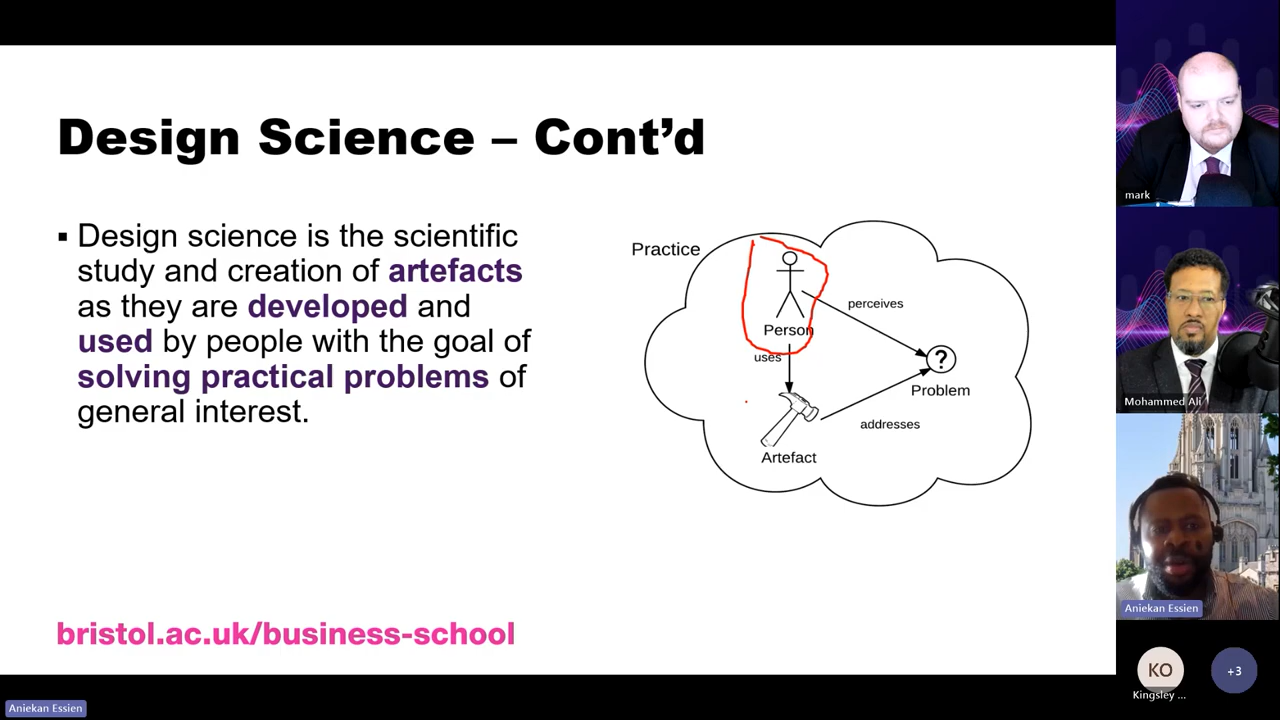 Design Science – Cont’d
▪ Design science is the scientific
study and creation of artefacts
as they are developed and
used by people with the goal of
solving practical problems of
general interest.
Practice
Person
perceives
uses
?
Problem
addresses
Artefact
bristol.ac.uk/business-school
mark
Mohammed Ali
Aniekan Essien
KO
Kingsley ...
+3
Aniekan Essien